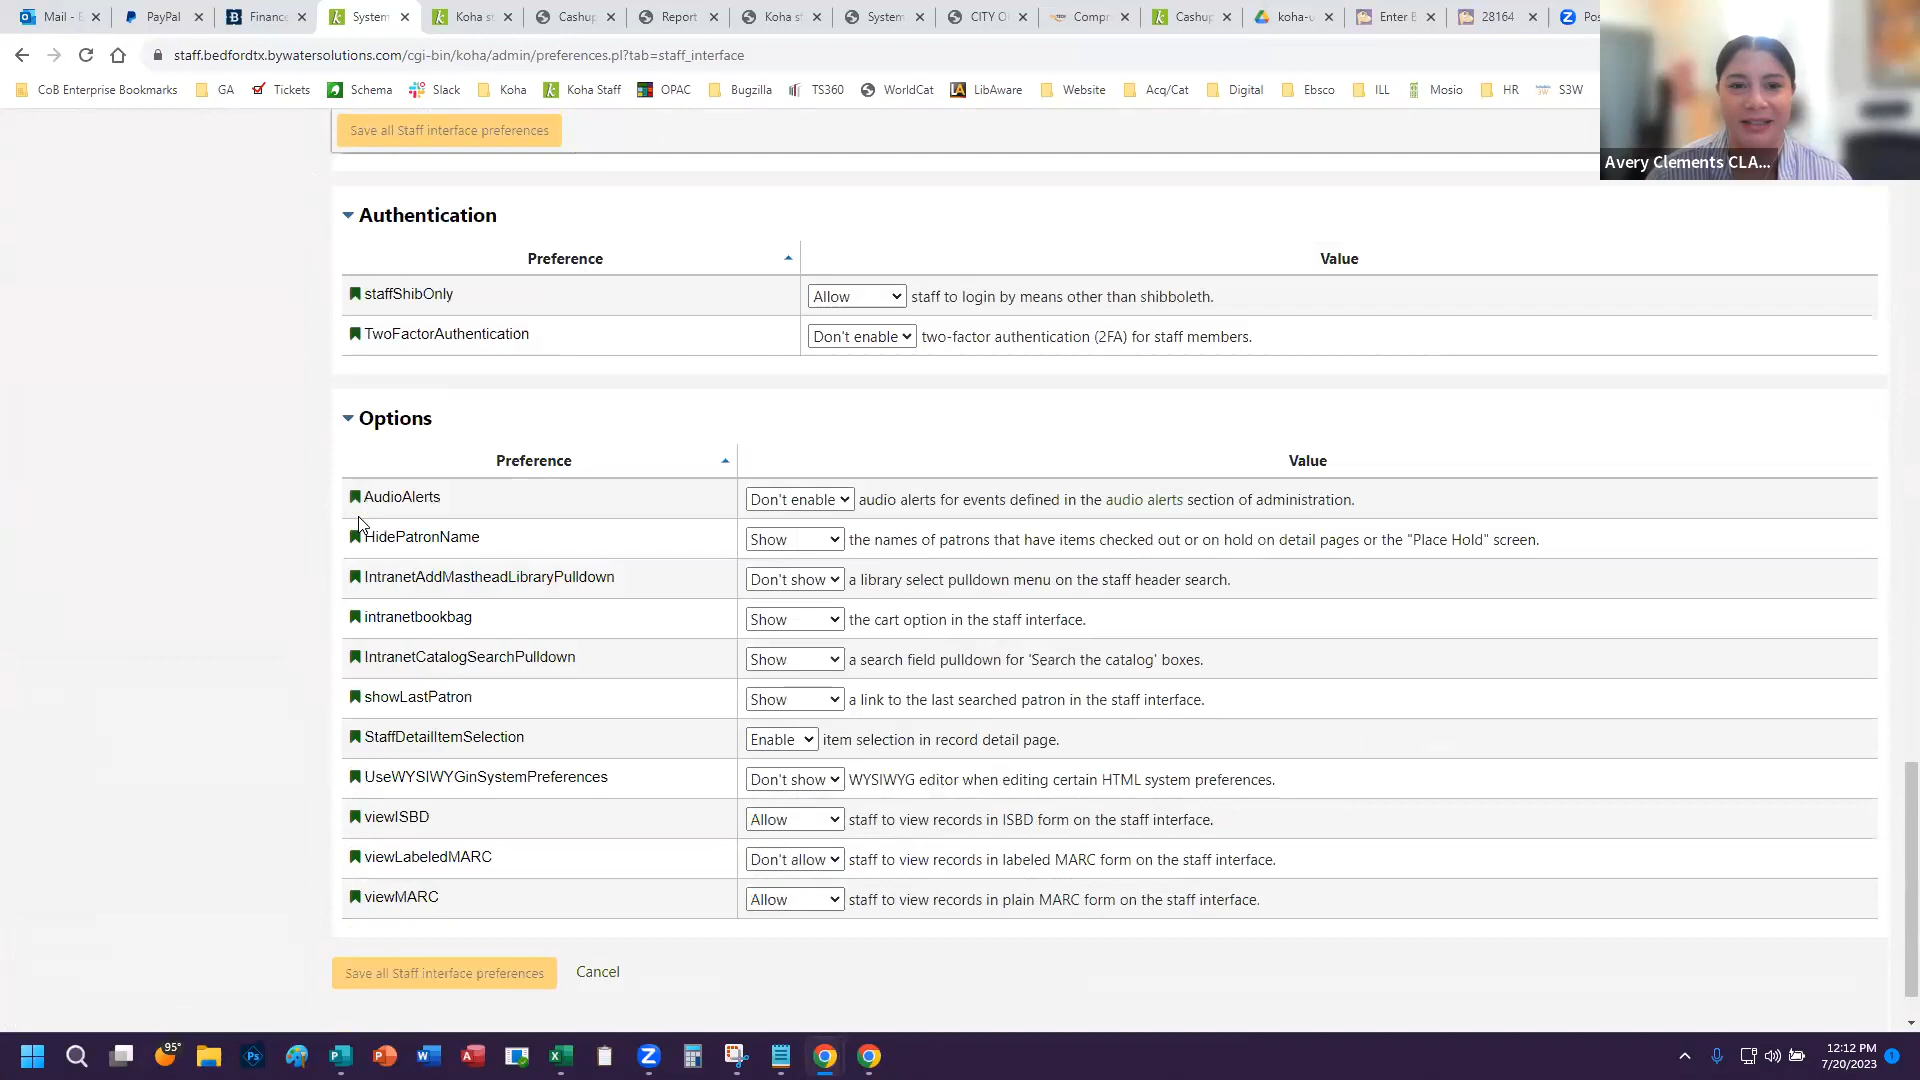 Mail - E
PayPal
Finance
System
Koha st
Cashup
Report
Koha st
System
CITY O
Compr
Cashup
koha-u
Enter B
28164
Pos
staff.bedfordtx.bywatersolutions.com/cgi-bin/koha/admin/preferences.pl?tab=staff_interface
CoB Enterprise Bookmarks
GA
Tickets
Schema
Slack
Koha
Koha Staff
OPAC
Bugzilla
TS360
WorldCat
LibAware
Website
Acq/Cat
Digital
Ebsco
ILL
Mosio
HR
S3W
Avery Clements CLA...
Save all Staff interface preferences
Authentication
Preference Value
staffShibOnly Allow staff to login by means other than shibboleth.
TwoFactorAuthentication Don't enable two-factor authentication (2FA) for staff members.
Options
Preference Value
AudioAlerts Don't enable audio alerts for events defined in the audio alerts section of administration.
HidePatronName Show the names of patrons that have items checked out or on hold on detail pages or the "Place Hold" screen.
IntranetAddMastheadLibraryPulldown Don't show a library select pulldown menu on the staff header search.
intranetbookbag Show the cart option in the staff interface.
IntranetCatalogSearchPulldown Show a search field pulldown for 'Search the catalog' boxes.
showLastPatron Show a link to the last searched patron in the staff interface.
StaffDetailItemSelection Enable item selection in record detail page.
UseWYSIWYGinSystemPreferences Don't show WYSIWYG editor when editing certain HTML system preferences.
viewISBD Allow staff to view records in ISBD form on the staff interface.
viewLabeledMARC Don't allow staff to view records in labeled MARC form on the staff interface.
viewMARC Allow staff to view records in plain MARC form on the staff interface.
Save all Staff interface preferences Cancel
95°
12:12 PM
7/20/2023